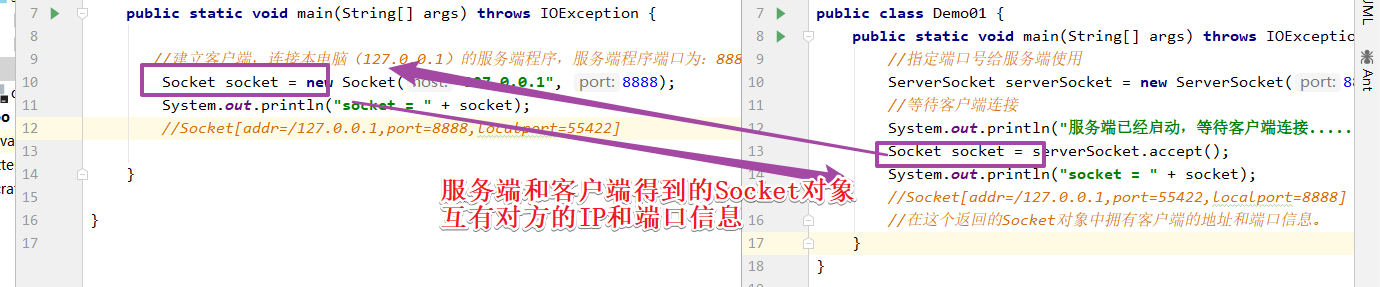 7 public static void main(String[] args) throws IOException {
8
9 //建立客户端，连接本电脑（127.0.0.1）的服务端程序，服务端程序端口为：888
10 Socket socket = new Socket( host: "127.0.0.1", port: 8888);
11 System.out.println("socket = " + socket);
12 //Socket[addr=/127.0.0.1,port=8888,localport=55422]
13
14 }
15
16 }
17
7 public class Demo01 {
8 public static void main(String[] args) throws IOExcept
9 //指定端口号给服务端使用
10 ServerSocket serverSocket = new ServerSocket( port: 8
11 //等待客户端连接
12 System.out.println("服务端已经启动，等待客户端连接.....
13 Socket socket = serverSocket.accept();
14 System.out.println("socket = " + socket);
15 //Socket[addr=/127.0.0.1,port=55422,localport=8888]
16 //在这个返回的Socket对象中拥有客户端的地址和端口信息。
17 }
18 }
服务端和客户端得到的Socket对象
互有对方的IP和端口信息
UML
Ant